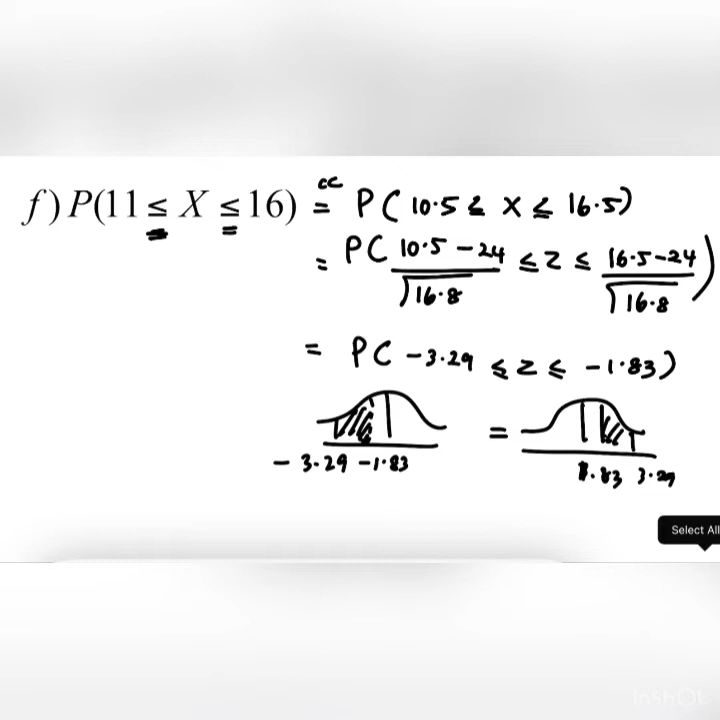 f) P(11 ≤ X ≤ 16) = cc P( 10.5 ≤ X ≤ 16.5)
= P( 10.5 - 24 / √16.8 ≤ Z ≤ 16.5 - 24 / √16.8 )
= P( - 3.29 ≤ Z ≤ - 1.83)
=
- 3.29 - 1.83 1.83 3.29
Select All
InShOt